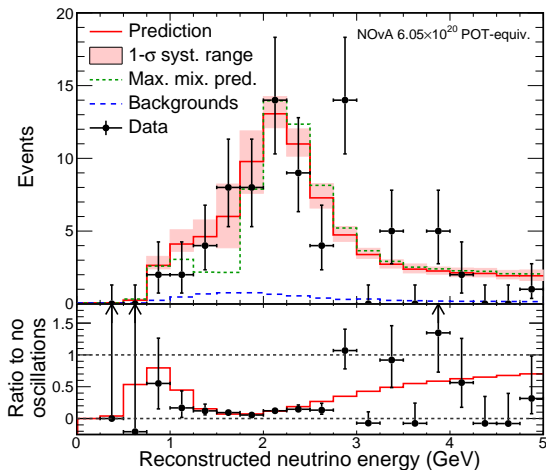 Prediction
1-σ syst. range
Max. mix. pred.
Backgrounds
Data
NOνA 6.05×10²⁰ POT-equiv.
Events
20
15
10
5
0
Ratio to no
oscillations
1.5
1
0.5
0
0 1 2 3 4 5
Reconstructed neutrino energy (GeV)